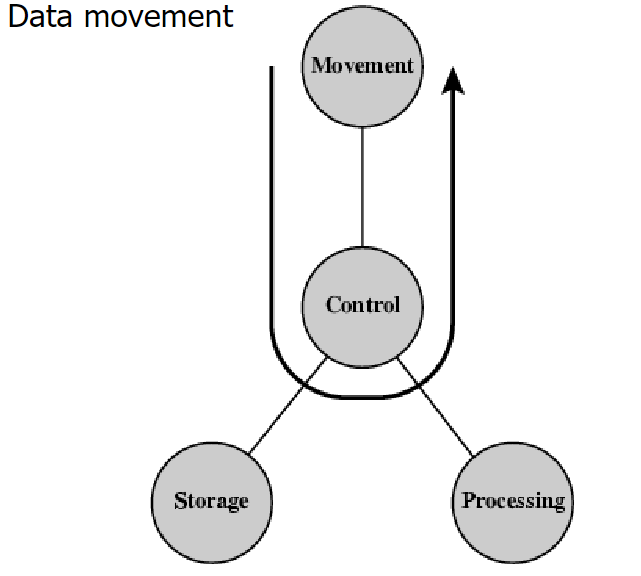 Data movement
Movement
Control
Storage
Processing